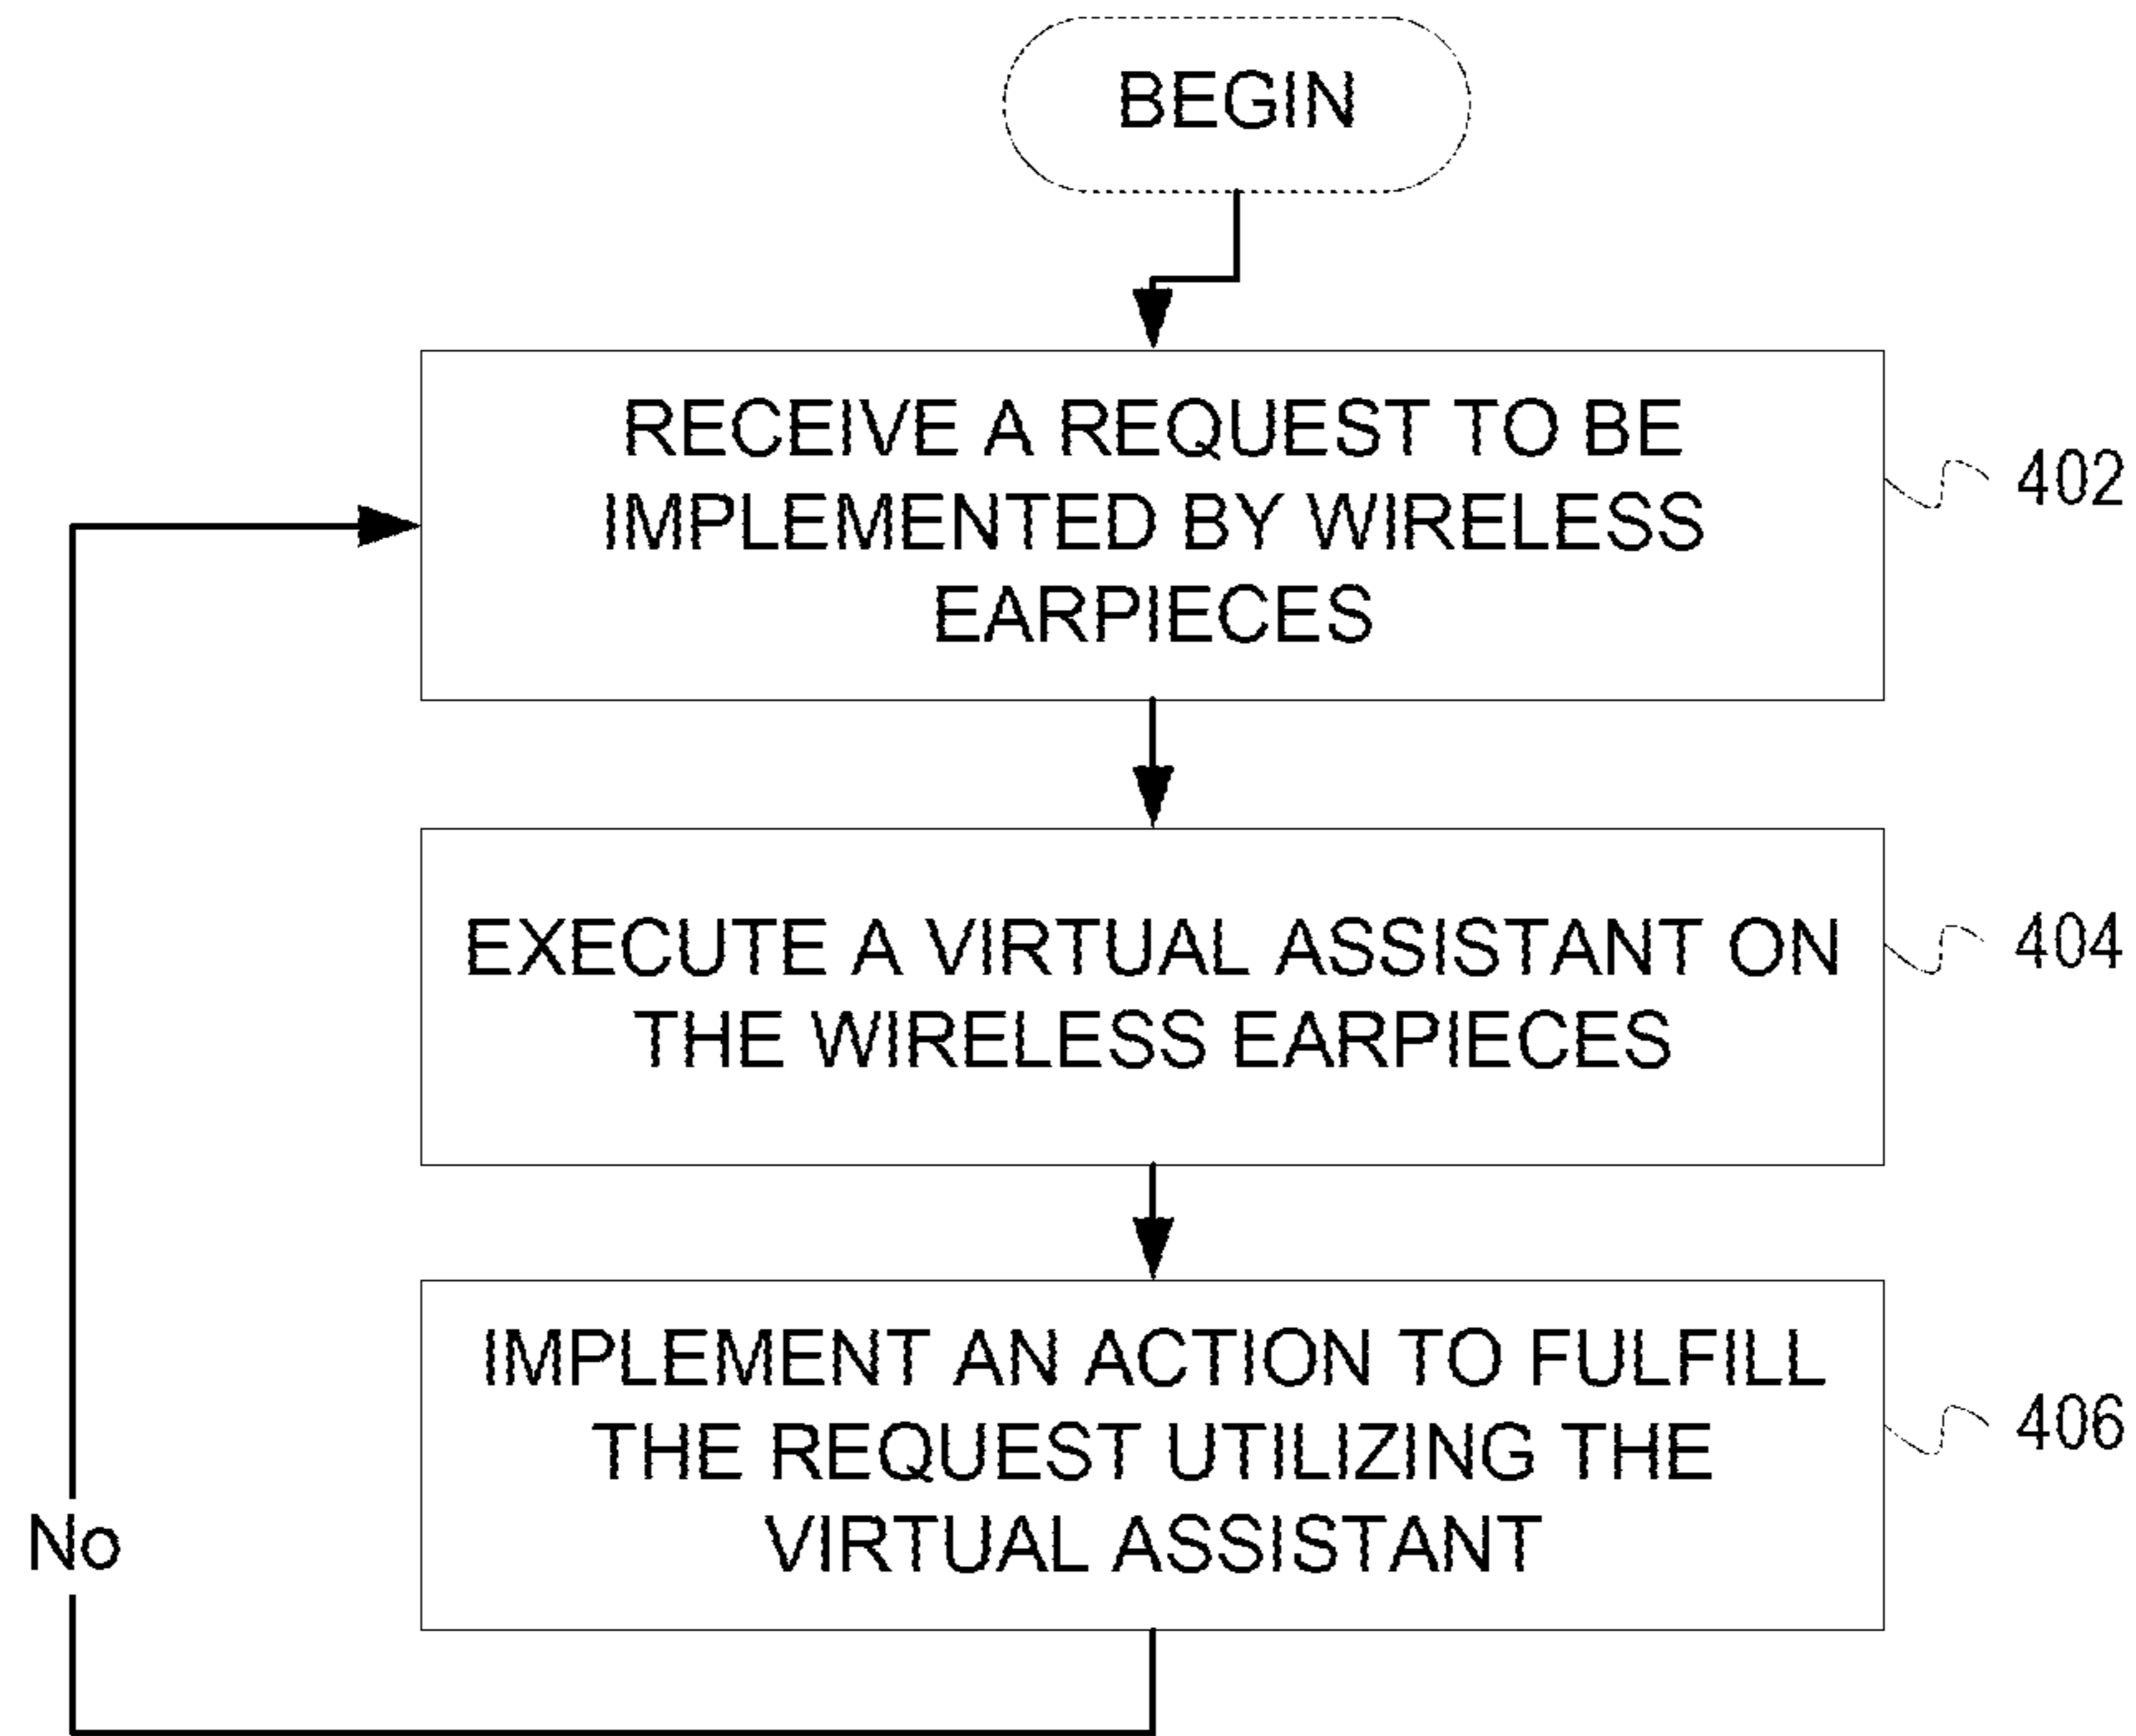 BEGIN
RECEIVE A REQUEST TO BE
IMPLEMENTED BY WIRELESS
EARPIECES
402
EXECUTE A VIRTUAL ASSISTANT ON
THE WIRELESS EARPIECES
404
IMPLEMENT AN ACTION TO FULFILL
THE REQUEST UTILIZING THE
VIRTUAL ASSISTANT
406
No